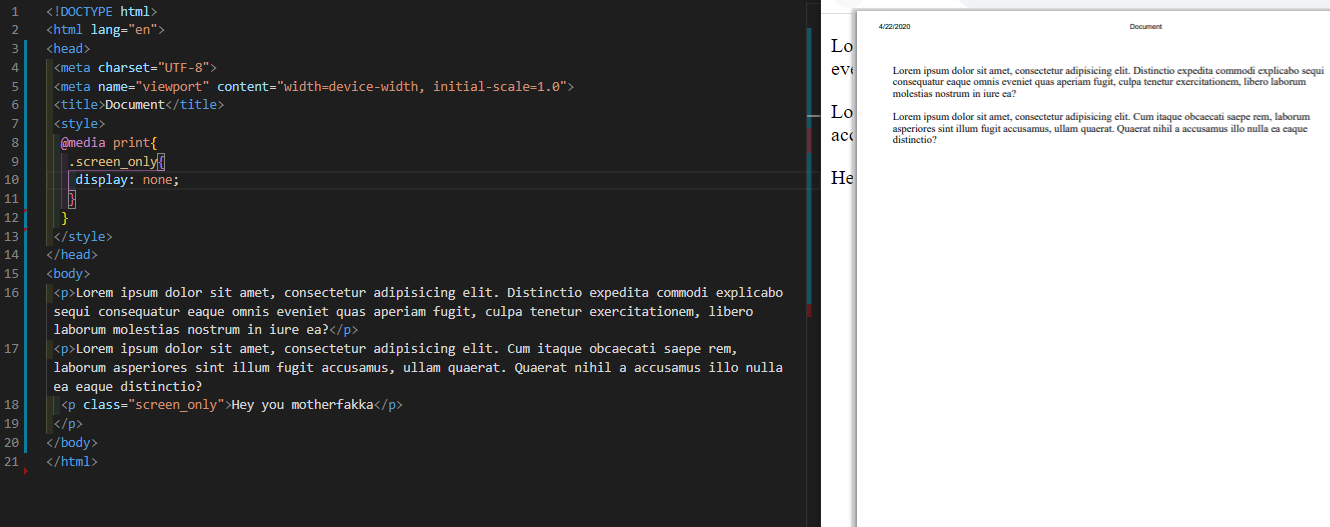 1 <!DOCTYPE html>
2 <html lang="en">
3 <head>
4 <meta charset="UTF-8">
5 <meta name="viewport" content="width=device-width, initial-scale=1.0">
6 <title>Document</title>
7 <style>
8 @media print{
9 .screen_only{
10 display: none;
11 }
12 }
13 </style>
14 </head>
15 <body>
16 <p>Lorem ipsum dolor sit amet, consectetur adipisicing elit. Distinctio expedita commodi explicabo
sequi consequatur eaque omnis eveniet quas aperiam fugit, culpa tenetur exercitationem, libero
laborum molestias nostrum in iure ea?</p>
17 <p>Lorem ipsum dolor sit amet, consectetur adipisicing elit. Cum itaque obcaecati saepe rem,
laborum asperiores sint illum fugit accusamus, ullam quaerat. Quaerat nihil a accusamus illo nulla
ea eaque distinctio?
18 <p class="screen_only">Hey you motherfakka</p>
19 </p>
20 </body>
21 </html>
Lo
eve
Lo
acc
He
4/22/2020 Document
Lorem ipsum dolor sit amet, consectetur adipisicing elit. Distinctio expedita commodi explicabo sequi
consequatur eaque omnis eveniet quas aperiam fugit, culpa tenetur exercitationem, libero laborum
molestias nostrum in iure ea?
Lorem ipsum dolor sit amet, consectetur adipisicing elit. Cum itaque obcaecati saepe rem, laborum
asperiores sint illum fugit accusamus, ullam quaerat. Quaerat nihil a accusamus illo nulla ea eaque
distinctio?